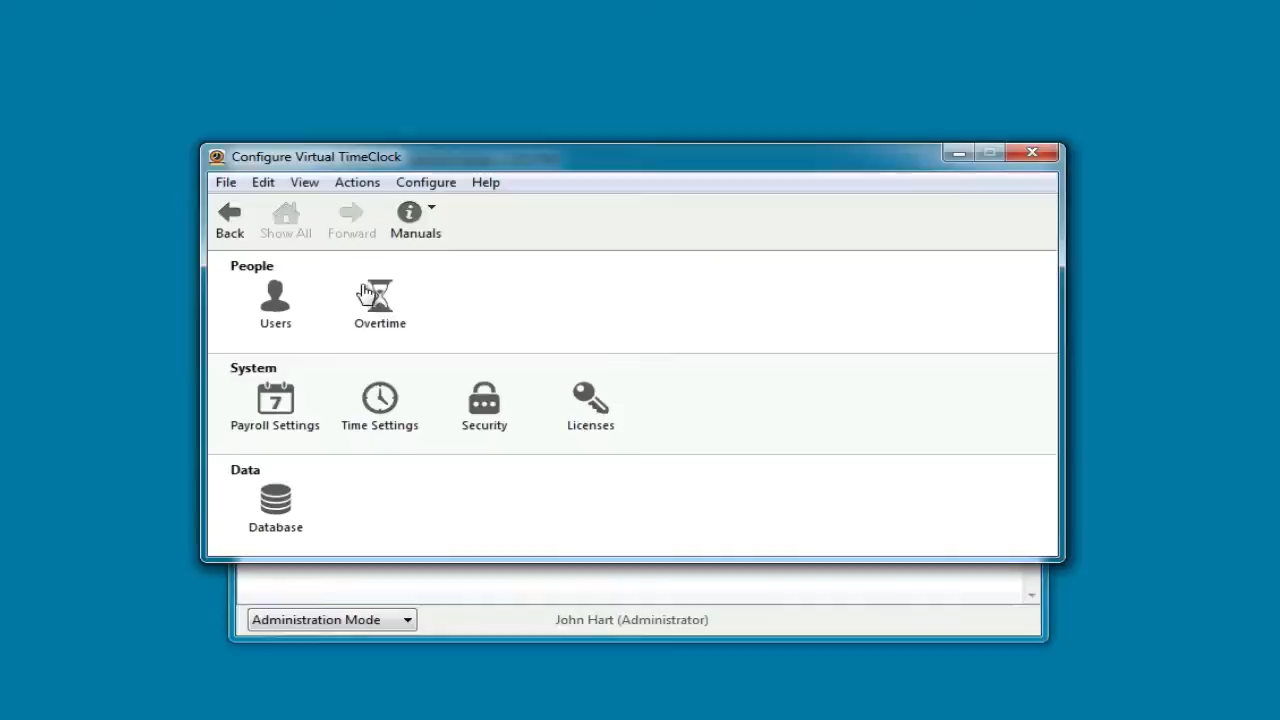 Configure Virtual TimeClock
File Edit View Actions Configure Help
Back Show All Forward Manuals
People
Users Overtime
System
7
Payroll Settings Time Settings Security Licenses
Data
Database
Administration Mode John Hart (Administrator)